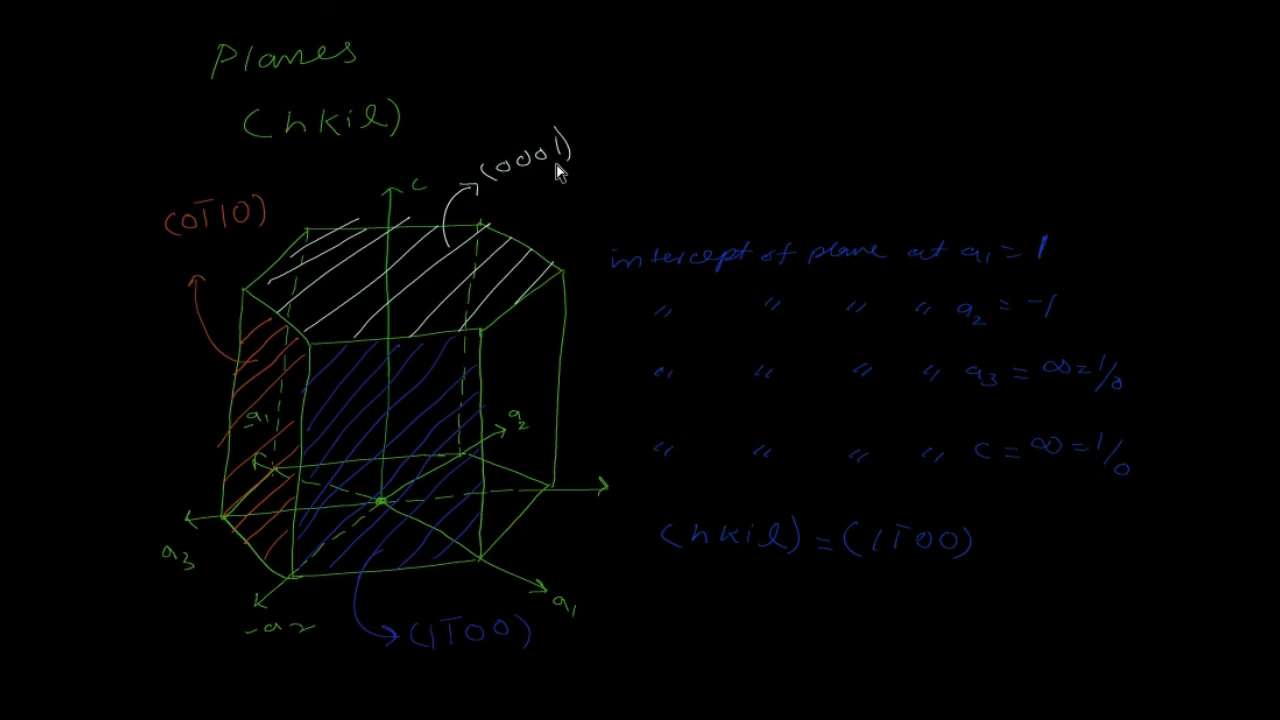 Planes
(hkil)
(0001)
c
(01̅10)
intercept of plane at a₁ = 1
〃 〃 〃 〃 a₂ = -1
〃 〃 〃 〃 a₃ = ∞ = 1/0
〃 〃 〃 〃 c = ∞ = 1/0
(hkil) = (11̅00)
-a₁
a₂
a₃
-a₂
a₁
(11̅00)